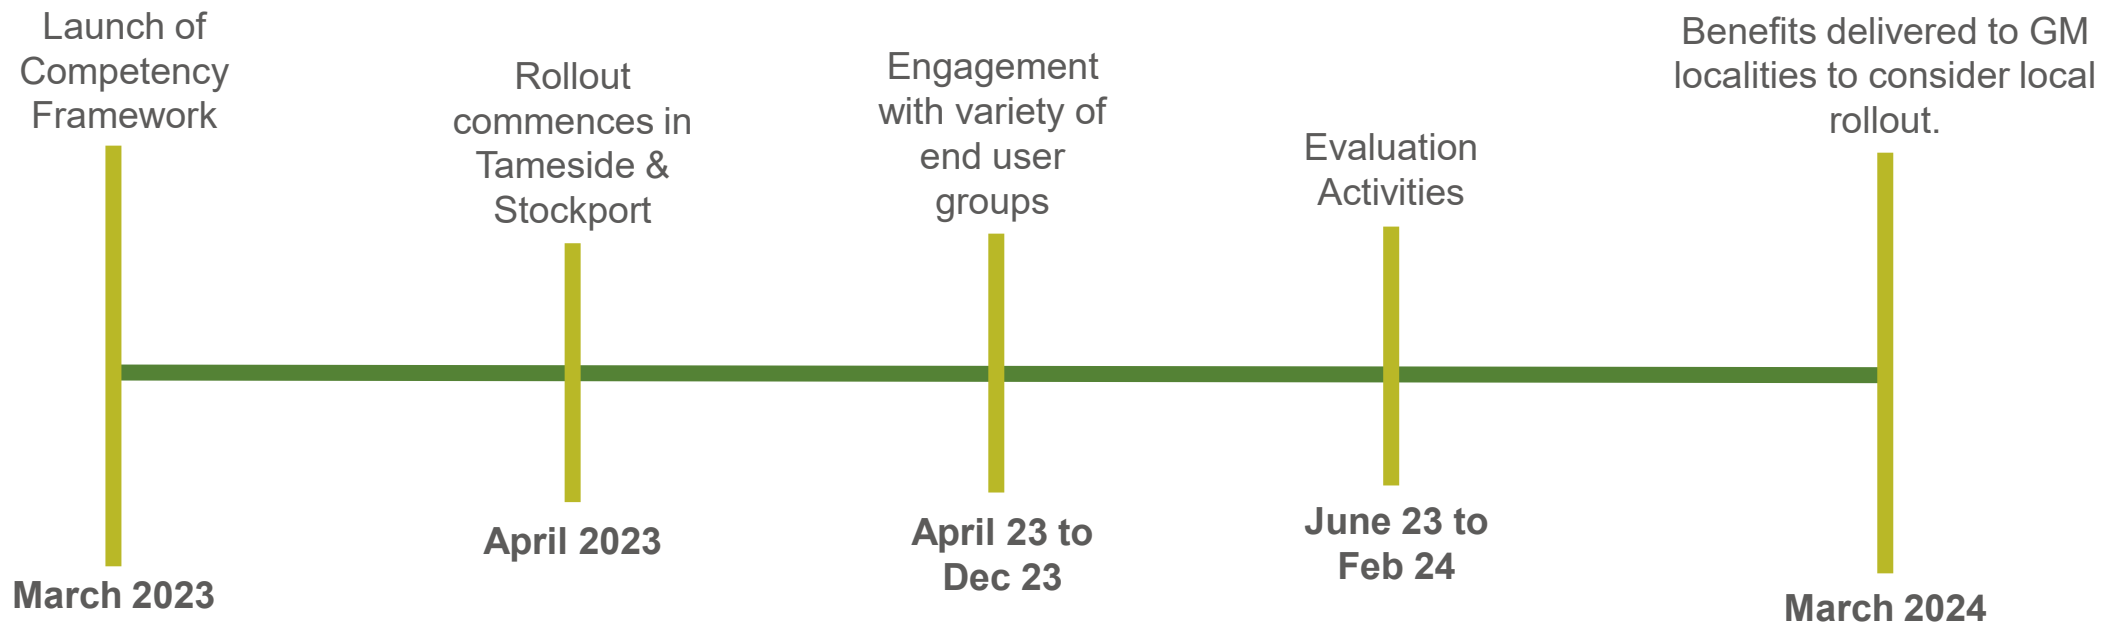 Launch of
Competency
Framework
March 2023
Rollout
commences in
Tameside &
Stockport
April 2023
Engagement
with variety of
end user
groups
April 23 to
Dec 23
Evaluation
Activities
June 23 to
Feb 24
Benefits delivered to GM
localities to consider local
rollout.
March 2024